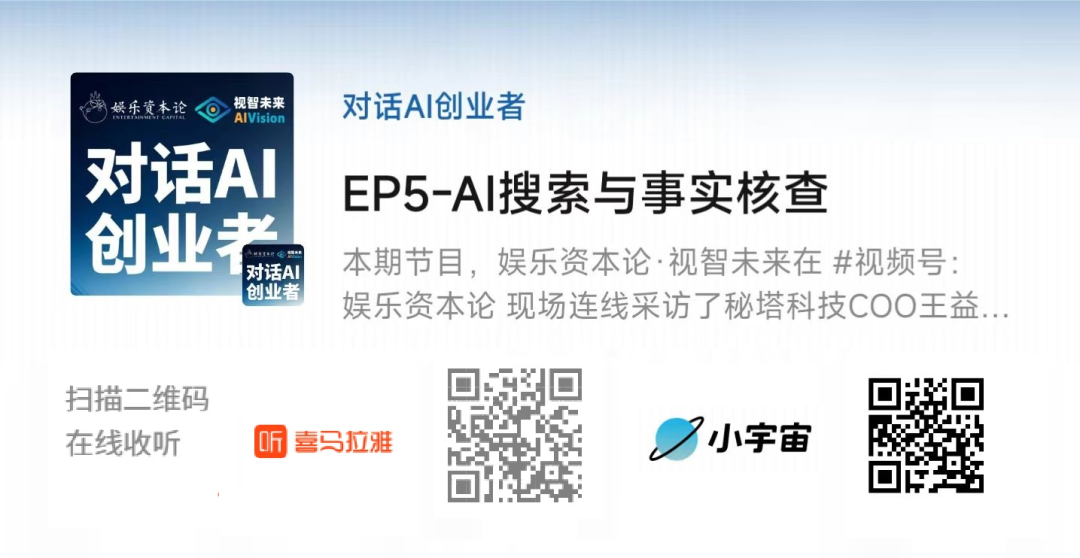 娱乐资本论
ENTERTAINMENT CAPITAL
视智未来
AIVision
对话AI
创业者
对话AI
创业者
对话AI创业者
EP5-AI搜索与事实核查
本期节目，娱乐资本论·视智未来在 #视频号：
娱乐资本论 现场连线采访了秘塔科技COO王益...
扫描二维码
在线收听
听 喜马拉雅
小宇宙